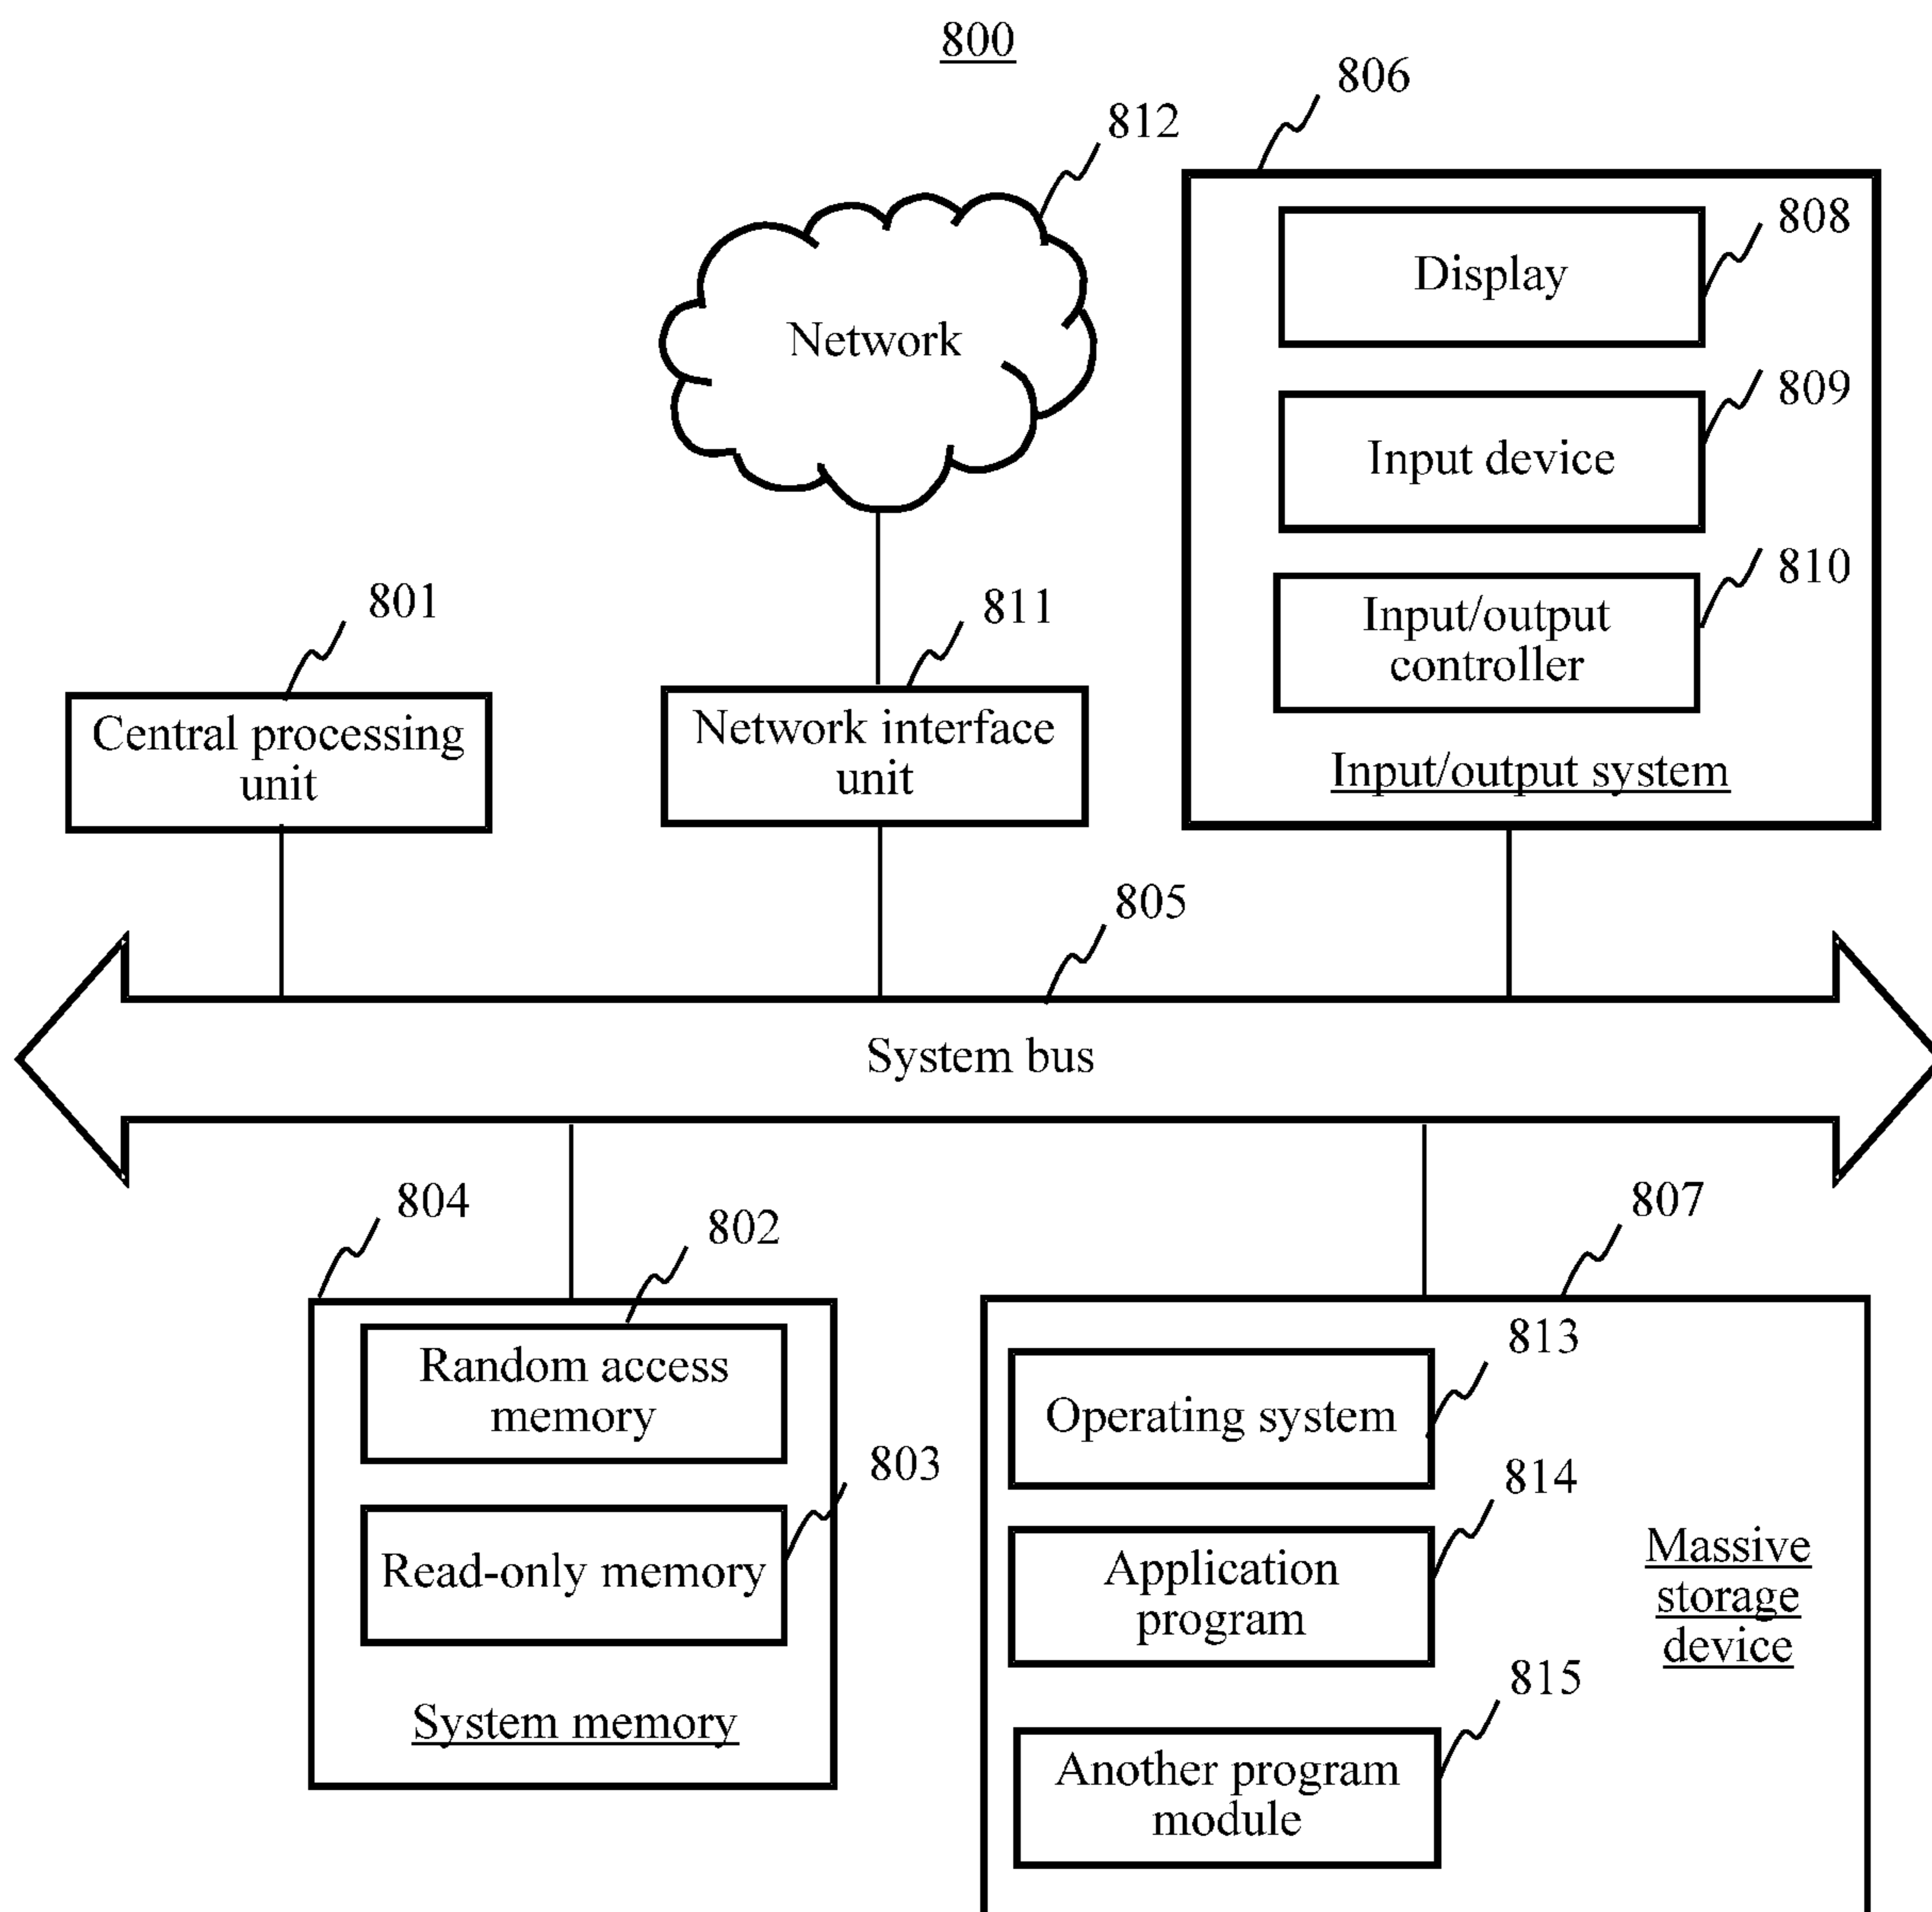 800
806
812
808
Display
Network
809
Input device
810
Input/output
controller
801
811
Central processing
unit
Network interface
unit
Input/output system
805
System bus
804
802
807
Random access
memory
813
Operating system
803
Read-only memory
814
Application
program
Massive
storage
device
System memory
815
Another program
module